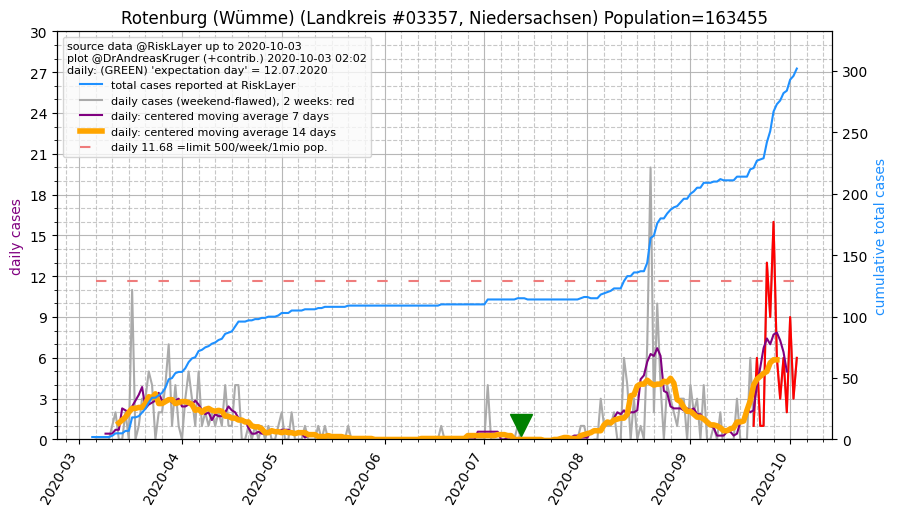 Rotenburg (Wümme) (Landkreis #03357, Niedersachsen) Population=163455
source data @RiskLayer up to 2020-10-03
plot @DrAndreasKruger (+contrib.) 2020-10-03 02:02
daily: (GREEN) 'expectation day' = 12.07.2020
total cases reported at RiskLayer
daily cases (weekend-flawed), 2 weeks: red
daily: centered moving average 7 days
daily: centered moving average 14 days
daily 11.68 =limit 500/week/1mio pop.
daily cases
30
27
24
21
18
15
12
9
6
3
0
cumulative total cases
300
250
200
150
100
50
0
2020-03
2020-04
2020-05
2020-06
2020-07
2020-08
2020-09
2020-10